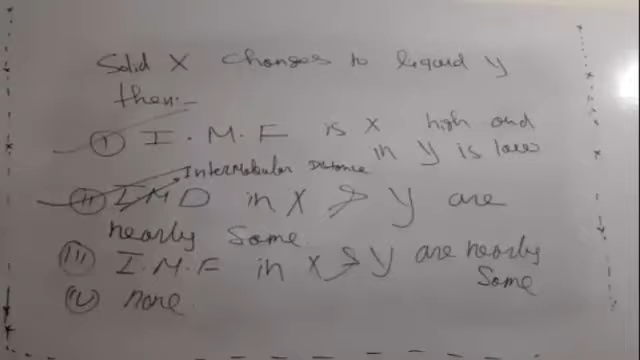 Solid X changes to liquid y
then:-
(I) I.M.F is X high and
in Y is low
Intermolecular Distance
(II) IMD in X & Y are
nearly same.
(III) I.M.F in X & Y are nearly
same
(IV) none.